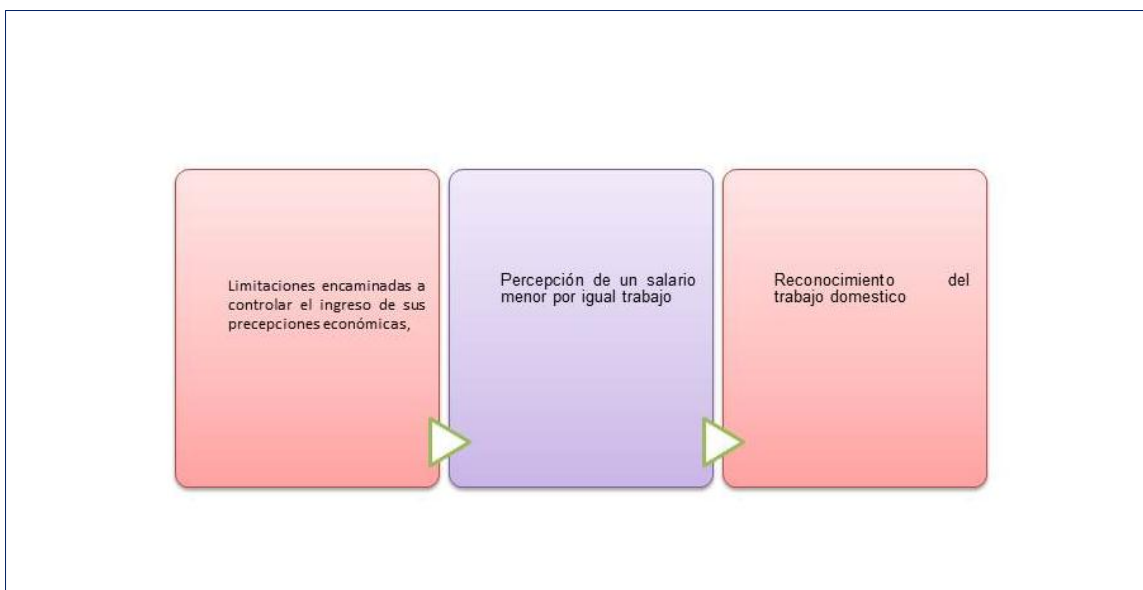 Limitaciones encaminadas a
controlar el ingreso de sus
precepciones económicas,
Percepción de un salario
menor por igual trabajo
Reconocimiento del
trabajo domestico